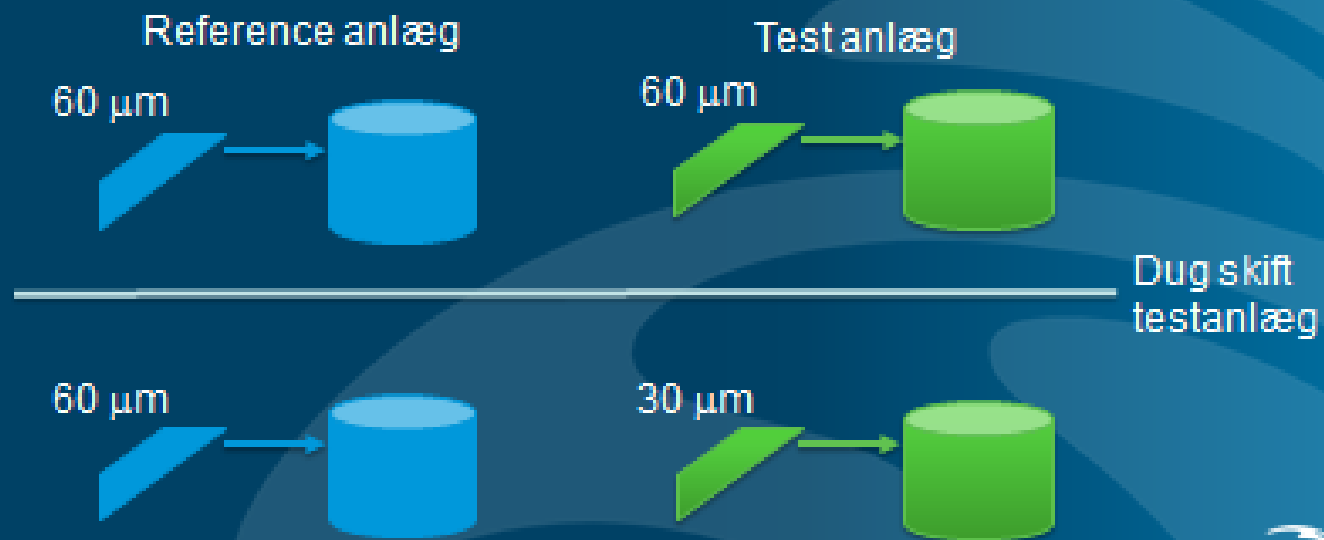 Reference anlæg
Test anlæg
60 μm
60 μm
Dug skift
testanlæg
60 μm
30 μm